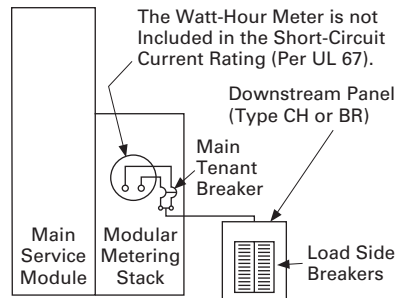 The Watt-Hour Meter is not
Included in the Short-Circuit
Current Rating (Per UL 67).
Downstream Panel
(Type CH or BR)
Main
Tenant
Breaker
Main
Service
Module
Modular
Metering
Stack
Load Side
Breakers